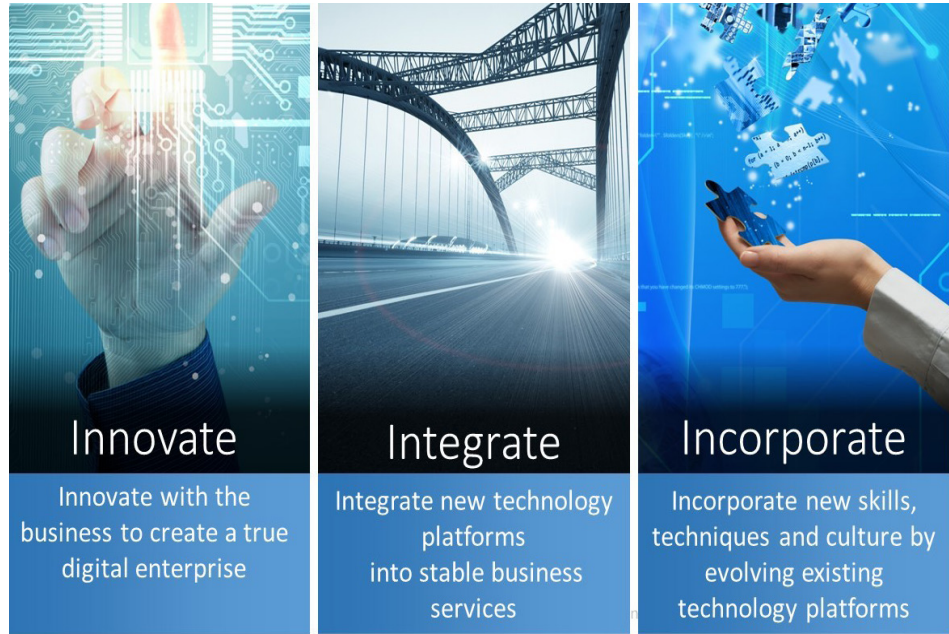 Innovate
Innovate with the
business to create a true
digital enterprise
Integrate
Integrate new technology
platforms
into stable business
services
Incorporate
Incorporate new skills,
techniques and culture by
evolving existing
technology platforms